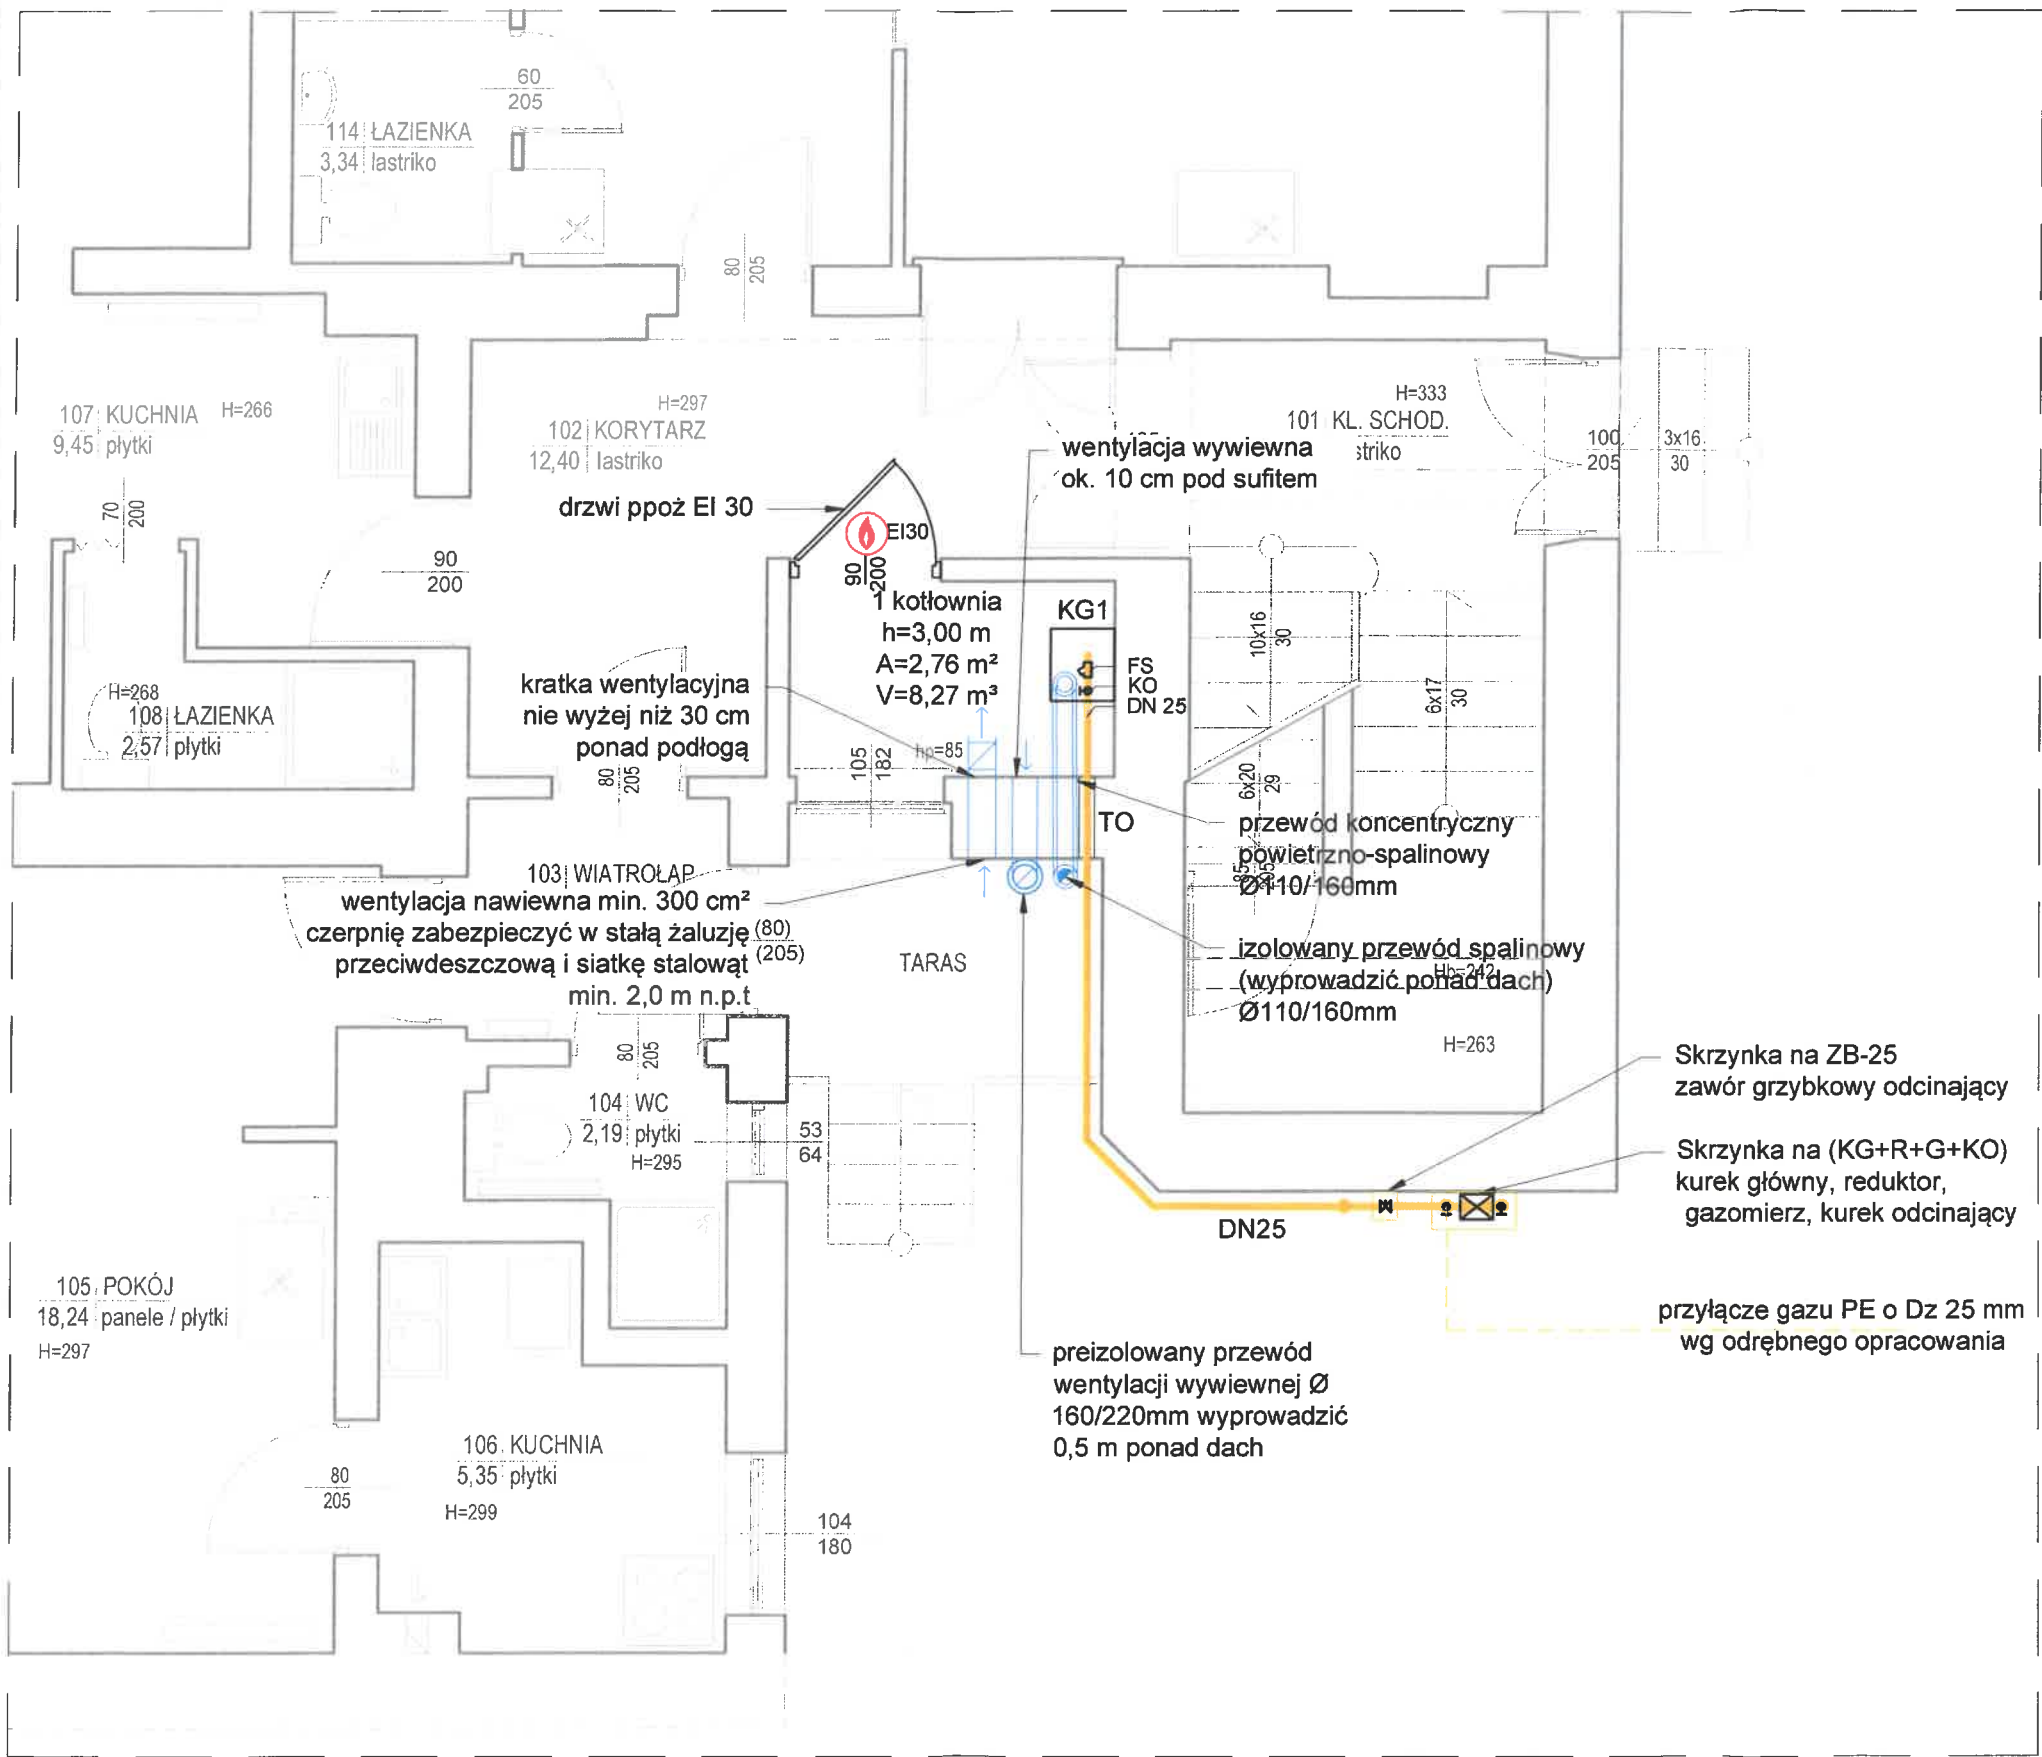 60
205
114 ŁAZIENKA
3,34 lastriko
80
205
107 KUCHNIA
9,45 płytki
H=266
H=297
102 KORYTARZ
12,40 lastriko
H=333
101 KL. SCHOD.
striko
100
205
3x16
30
wentylacja wywiewna
ok. 10 cm pod sufitem
drzwi ppoż EI 30
EI30
90
200
70
200
90
200
1 kotłownia
h=3,00 m
A=2,76 m²
V=8,27 m³
KG1
FS
KO
DN 25
10x16
30
6x17
30
H=268
108 ŁAZIENKA
2,57 płytki
kratka wentylacyjna
nie wyżej niż 30 cm
ponad podłogą
80
205
105
182
hp=85
6x20
29
TO
przewód koncentryczny
powietrzno-spalinowy
Ø110/160mm
85
205
103 WIATROŁAP
wentylacja nawiewna min. 300 cm²
czerpnię zabezpieczyć w stałą żaluzję
przeciwdeszczową i siatkę stalowąt
min. 2,0 m n.p.t
(80)
(205)
TARAS
izolowany przewód spalinowy
(wyprowadzić ponad dach)
Ø110/160mm
Hb=242
H=263
80
205
104 WC
2,19 płytki
H=295
53
64
Skrzynka na ZB-25
zawór grzybkowy odcinający
Skrzynka na (KG+R+G+KO)
kurek główny, reduktor,
gazomierz, kurek odcinający
DN25
105 POKÓJ
18,24 panele / płytki
H=297
przyłącze gazu PE o Dz 25 mm
wg odrębnego opracowania
preizolowany przewód
wentylacji wywiewnej Ø
160/220mm wyprowadzić
0,5 m ponad dach
106 KUCHNIA
5,35 płytki
H=299
80
205
104
180